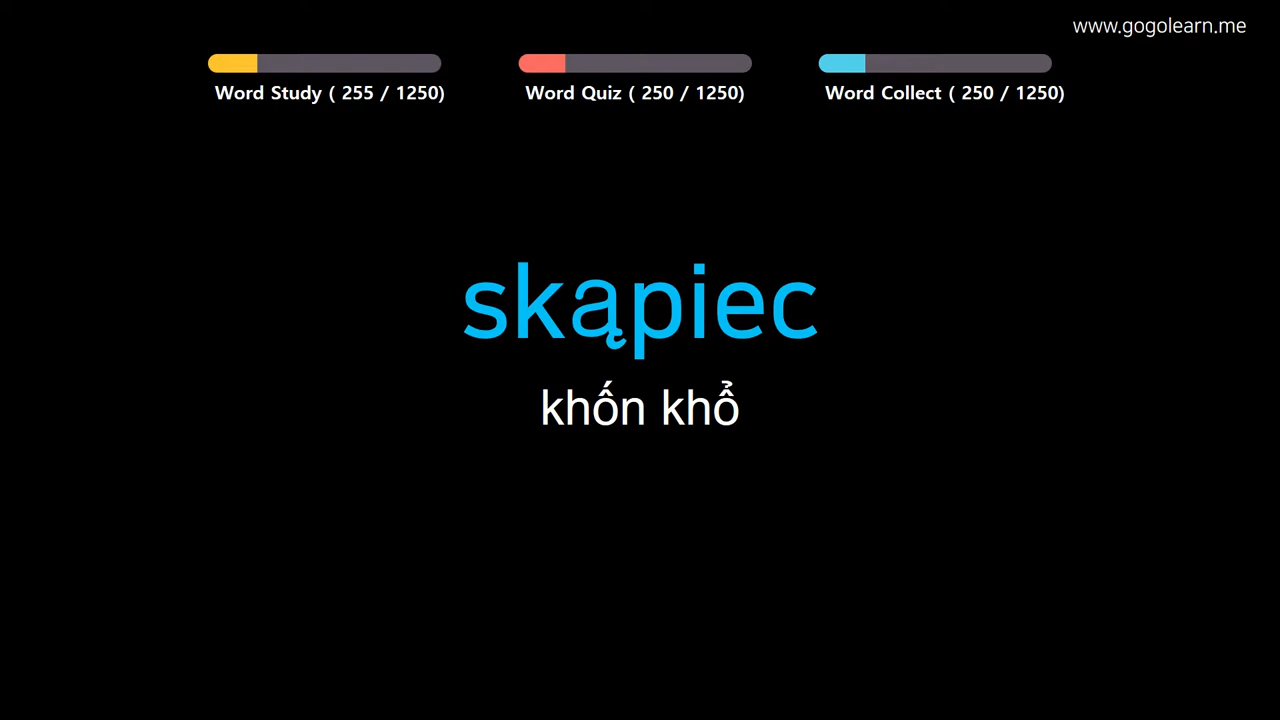 www.gogolearn.me
Word Study ( 255 / 1250)
Word Quiz ( 250 / 1250)
Word Collect ( 250 / 1250)
skąpiec
khốn khổ